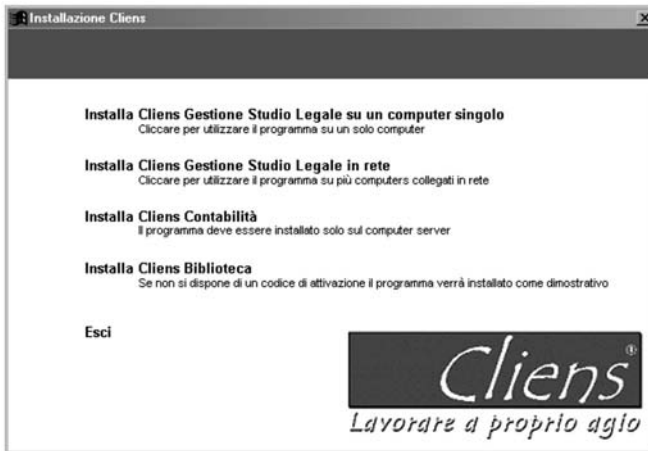 Installazione Cliens
Installa Cliens Gestione Studio Legale su un computer singolo
Cliccare per utilizzare il programma su un solo computer
Installa Cliens Gestione Studio Legale in rete
Cliccare per utilizzare il programma su più computers collegati in rete
Installa Cliens Contabilità
Il programma deve essere installato solo sul computer server
Installa Cliens Biblioteca
Se non si dispone di un codice di attivazione il programma verrà installato come dimostrativo
Esci
Cliens®
Lavorare a proprio agio